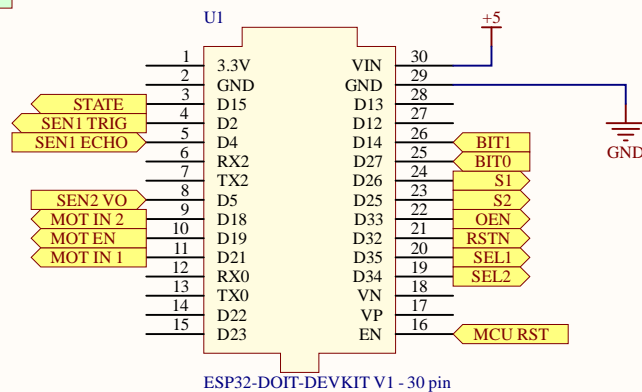 U1
+5
1 3.3V VIN 30
2 GND GND 29
STATE 3 D15 D13 28
SEN1 TRIG 4 D2 D12 27
SEN1 ECHO 5 D4 D14 26 BIT1
6 RX2 D27 25 BIT0
7 TX2 D26 24 S1
SEN2 VO 8 D5 D25 23 S2
MOT IN 2 9 D18 D33 22 OEN
MOT EN 10 D19 D32 21 RSTN
MOT IN 1 11 D21 D35 20 SEL1
12 RX0 D34 19 SEL2
13 TX0 VN 18
14 D22 VP 17
15 D23 EN 16 MCU RST
GND
ESP32-DOIT-DEVKIT V1 - 30 pin